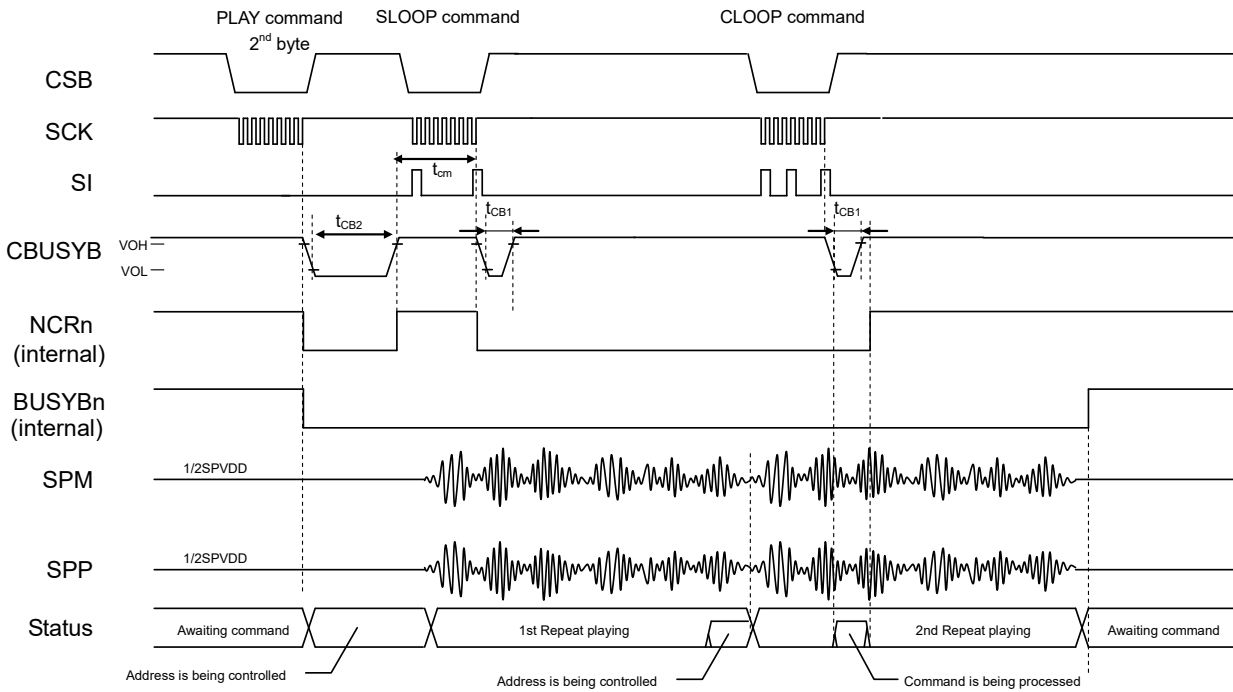 PLAY command
2nd byte
SLOOP command
CLOOP command
CSB
SCK
tcm
SI
tCB2
tCB1
tCB1
CBUSYB
VOH
VOL
NCRn
(internal)
BUSYBn
(internal)
SPM
1/2SPVDD
SPP
1/2SPVDD
Status
Awaiting command
1st Repeat playing
2nd Repeat playing
Awaiting command
Address is being controlled
Address is being controlled
Command is being processed